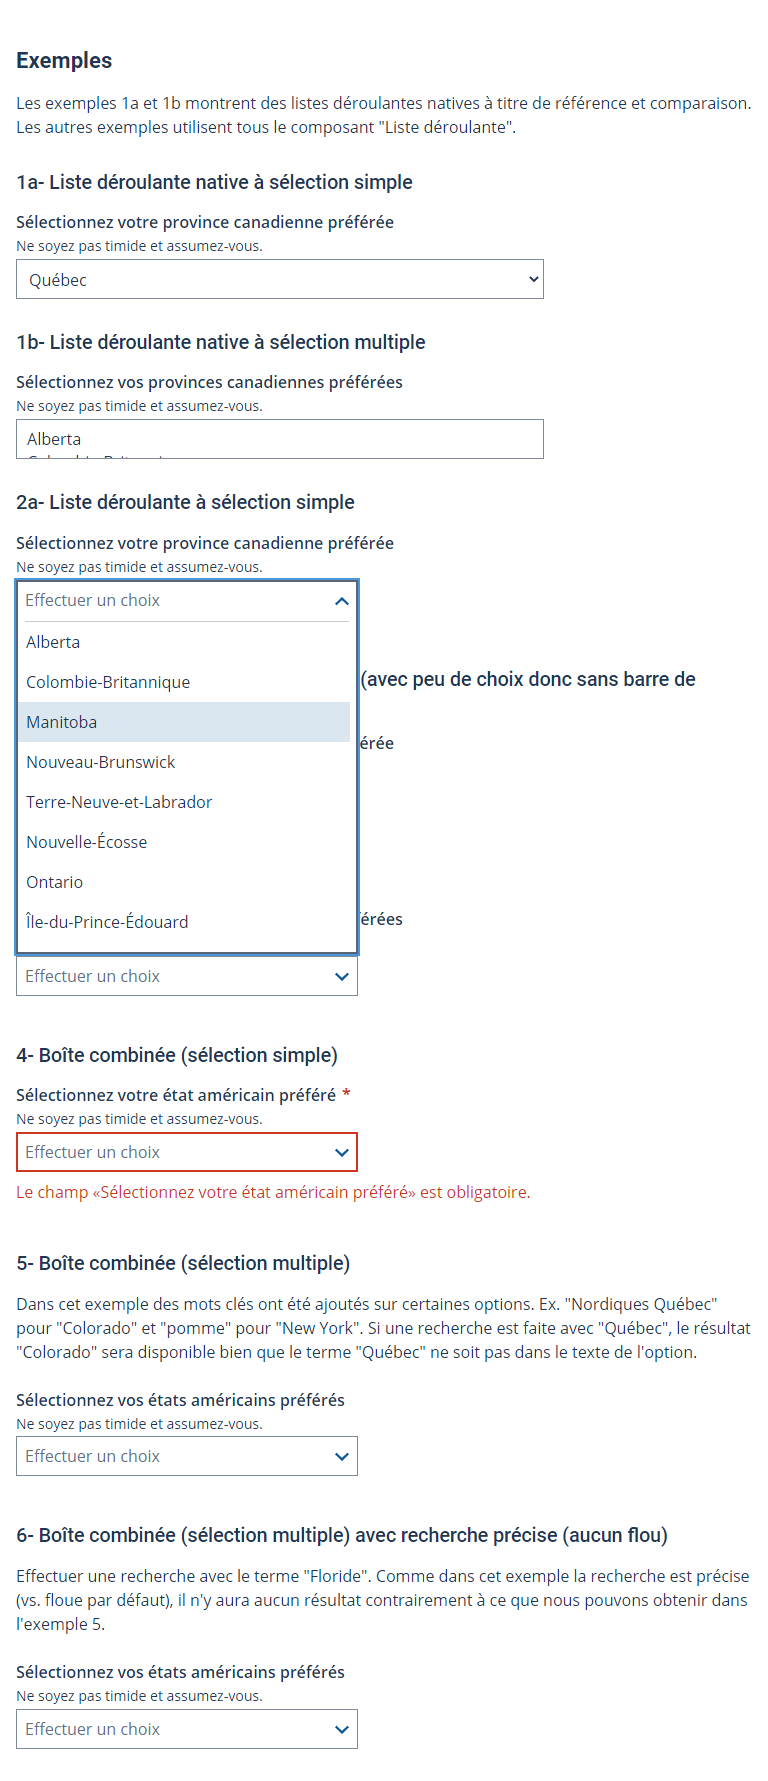 Exemples
Les exemples 1a et 1b montrent des listes déroulantes natives à titre de référence et comparaison.
Les autres exemples utilisent tous le composant "Liste déroulante".
1a- Liste déroulante native à sélection simple
Sélectionnez votre province canadienne préférée
Ne soyez pas timide et assumez-vous.
Québec
1b- Liste déroulante native à sélection multiple
Sélectionnez vos provinces canadiennes préférées
Ne soyez pas timide et assumez-vous.
Alberta
2a- Liste déroulante à sélection simple
Sélectionnez votre province canadienne préférée
Ne soyez pas timide et assumez-vous.
Effectuer un choix
Alberta
Colombie-Britannique
(avec peu de choix donc sans barre de
Manitoba
érée
Nouveau-Brunswick
Terre-Neuve-et-Labrador
Nouvelle-Écosse
Ontario
Île-du-Prince-Édouard
érées
Effectuer un choix
4- Boîte combinée (sélection simple)
Sélectionnez votre état américain préféré *
Ne soyez pas timide et assumez-vous.
Effectuer un choix
Le champ «Sélectionnez votre état américain préféré» est obligatoire.
5- Boîte combinée (sélection multiple)
Dans cet exemple des mots clés ont été ajoutés sur certaines options. Ex. "Nordiques Québec"
pour "Colorado" et "pomme" pour "New York". Si une recherche est faite avec "Québec", le résultat
"Colorado" sera disponible bien que le terme "Québec" ne soit pas dans le texte de l'option.
Sélectionnez vos états américains préférés
Ne soyez pas timide et assumez-vous.
Effectuer un choix
6- Boîte combinée (sélection multiple) avec recherche précise (aucun flou)
Effectuer une recherche avec le terme "Floride". Comme dans cet exemple la recherche est précise
(vs. floue par défaut), il n'y aura aucun résultat contrairement à ce que nous pouvons obtenir dans
l'exemple 5.
Sélectionnez vos états américains préférés
Ne soyez pas timide et assumez-vous.
Effectuer un choix